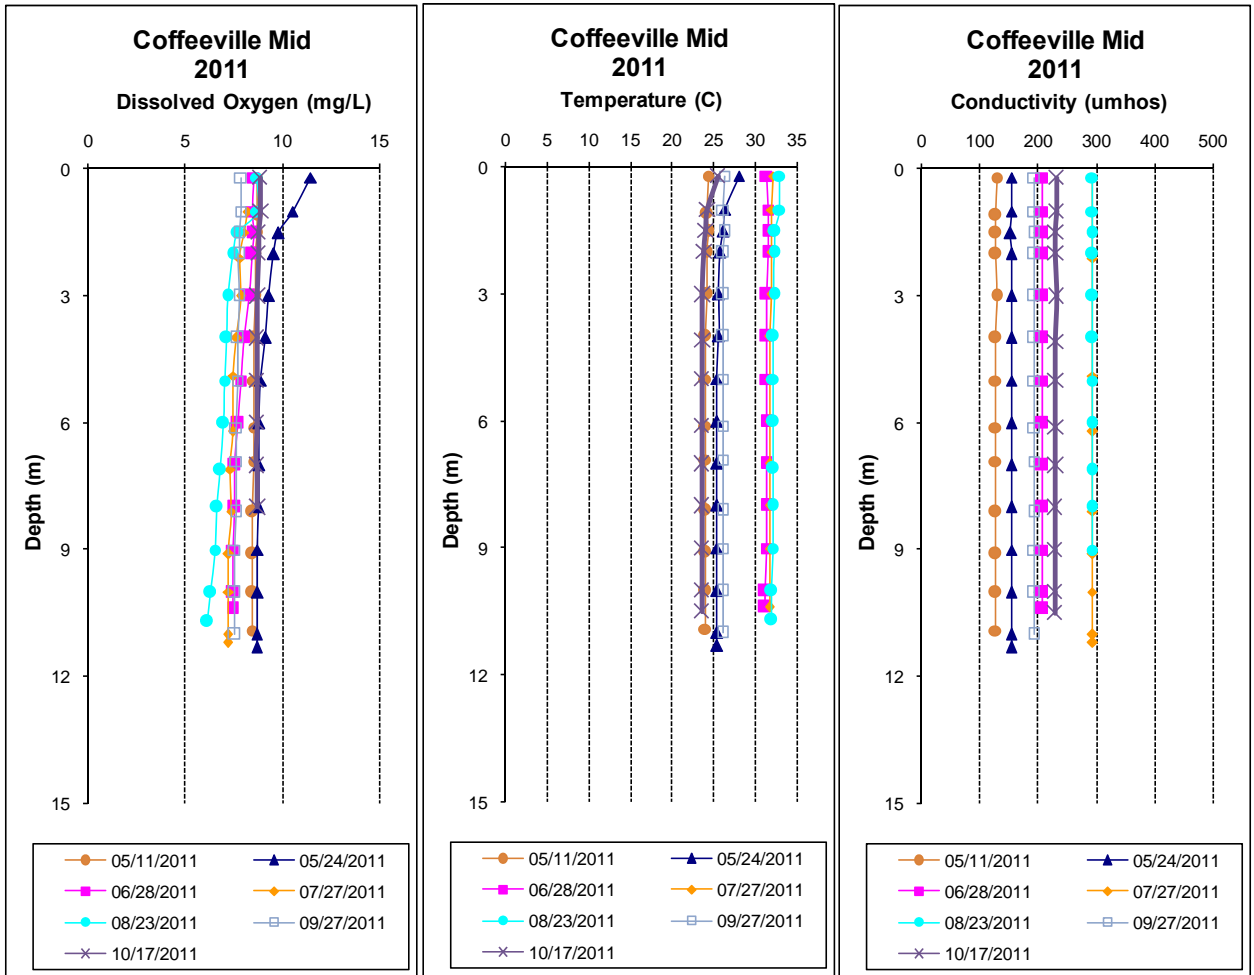 Coffeeville Mid
2011
Dissolved Oxygen (mg/L)
0 5 10 15
0
3
6
9
12
15
Depth (m)
05/11/2011 05/24/2011
06/28/2011 07/27/2011
08/23/2011 09/27/2011
10/17/2011
Coffeeville Mid
2011
Temperature (C)
0 5 10 15 20 25 30 35
0
3
6
9
12
15
Depth (m)
05/11/2011 05/24/2011
06/28/2011 07/27/2011
08/23/2011 09/27/2011
10/17/2011
Coffeeville Mid
2011
Conductivity (umhos)
0 100 200 300 400 500
0
3
6
9
12
15
Depth (m)
05/11/2011 05/24/2011
06/28/2011 07/27/2011
08/23/2011 09/27/2011
10/17/2011